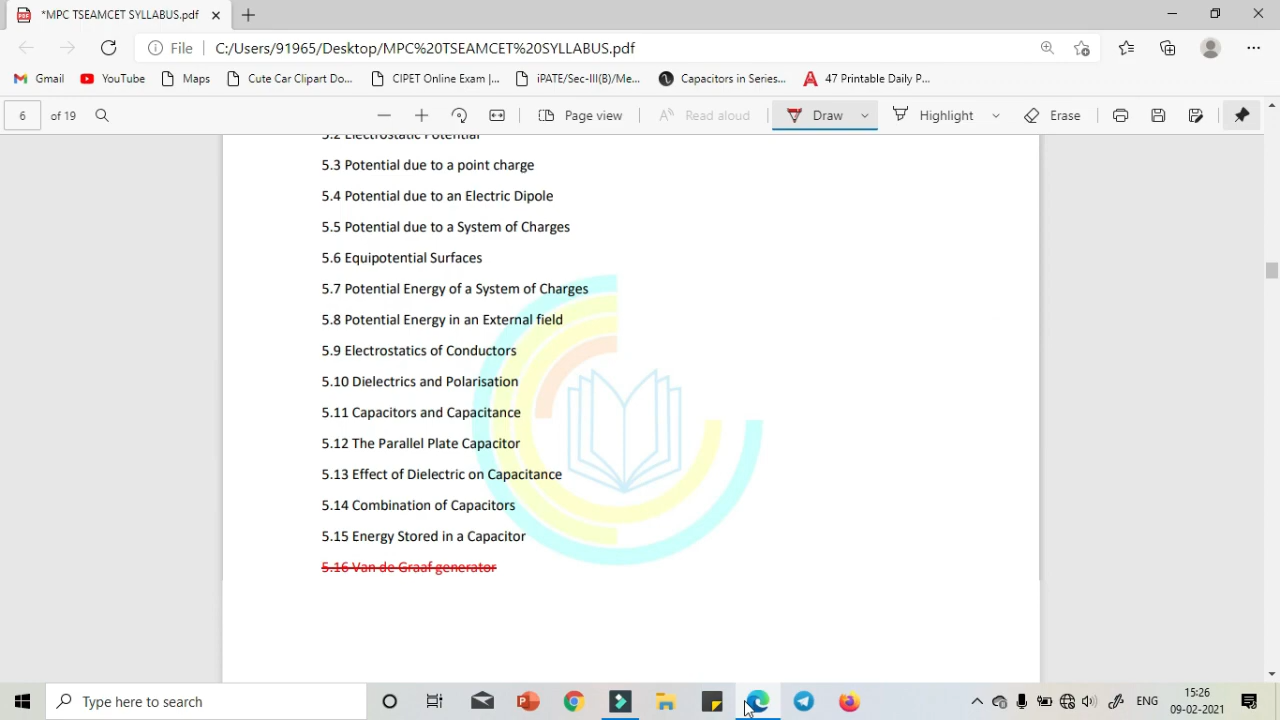 *MPC TSEAMCET SYLLABUS.pdf
File C:/Users/91965/Desktop/MPC%20TSEAMCET%20SYLLABUS.pdf
Gmail YouTube Maps Cute Car Clipart Do... CIPET Online Exam |... iPATE/Sec-III(B)/Me... Capacitors in Series... 47 Printable Daily P...
6 of 19 Page view Read aloud Draw Highlight Erase
5.2 Electrostatic Potential
5.3 Potential due to a point charge
5.4 Potential due to an Electric Dipole
5.5 Potential due to a System of Charges
5.6 Equipotential Surfaces
5.7 Potential Energy of a System of Charges
5.8 Potential Energy in an External field
5.9 Electrostatics of Conductors
5.10 Dielectrics and Polarisation
5.11 Capacitors and Capacitance
5.12 The Parallel Plate Capacitor
5.13 Effect of Dielectric on Capacitance
5.14 Combination of Capacitors
5.15 Energy Stored in a Capacitor
5.16 Van de Graaf generator
Type here to search
ENG
15:26
09-02-2021